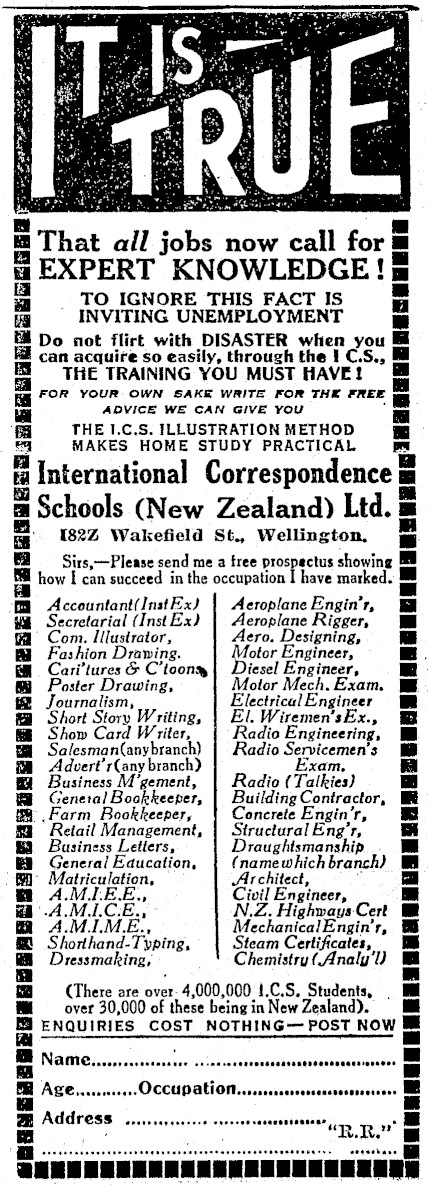 IT IS TRUE
That all jobs now call for
EXPERT KNOWLEDGE!
TO IGNORE THIS FACT IS
INVITING UNEMPLOYMENT
Do not flirt with DISASTER when you
can acquire so easily, through the I C.S.,
THE TRAINING YOU MUST HAVE!
FOR YOUR OWN SAKE WRITE FOR THE FREE
ADVICE WE CAN GIVE YOU
THE I.C.S. ILLUSTRATION METHOD
MAKES HOME STUDY PRACTICAL
International Correspondence
Schools (New Zealand) Ltd.
182Z Wakefield St., Wellington.
Sirs,—Please send me a free prospectus showing
how I can succeed in the occupation I have marked.
Accountant (Inst Ex)
Secretarial (Inst Ex)
Com. Illustrator,
Fashion Drawing.
Cari'tures & C'toons
Poster Drawing,
Journalism,
Short Story Writing,
Show Card Writer,
Salesman (any branch)
Advert'r (any branch)
Business M'gement,
General Bookkeeper,
Farm Bookkeeper,
Retail Management,
Business Letters,
General Education,
Matriculation,
A.M.I.E.E.,
A.M.I.C.E.,
A.M.I.M.E.,
Shorthand-Typing,
Dressmaking,
Aeroplane Engin'r,
Aeroplane Rigger,
Aero. Designing,
Motor Engineer,
Diesel Engineer,
Motor Mech. Exam.
Electrical Engineer
El. Wiremen's Ex.,
Radio Engineering,
Radio Servicemen's
Exam.
Radio (Talkies)
Building Contractor,
Concrete Engin'r,
Structural Eng'r,
Draughtsmanship
(name which branch)
Architect,
Civil Engineer,
N.Z. Highways Cert
Mechanical Engin'r,
Steam Certificates,
Chemistry (Analy'l)
(There are over 4,000,000 I.C.S. Students,
over 30,000 of these being in New Zealand).
ENQUIRIES COST NOTHING—POST NOW
Name
Age Occupation
Address
"R.R."